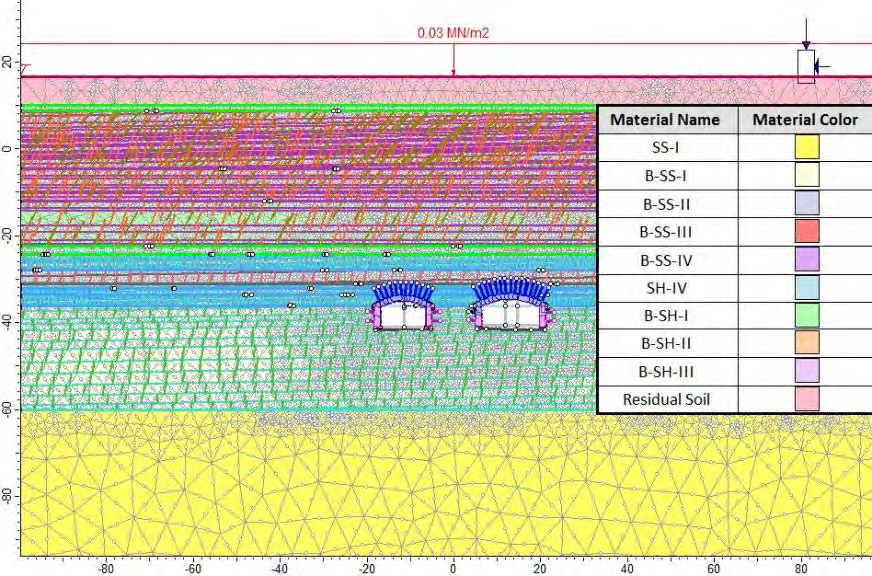 0.03 MN/m2
20
0
-20
-40
-60
-80
Material Name Material Color
SS-I
B-SS-I
B-SS-II
B-SS-III
B-SS-IV
SH-IV
B-SH-I
B-SH-II
B-SH-III
Residual Soil
-80 -60 -40 -20 0 20 40 60 80